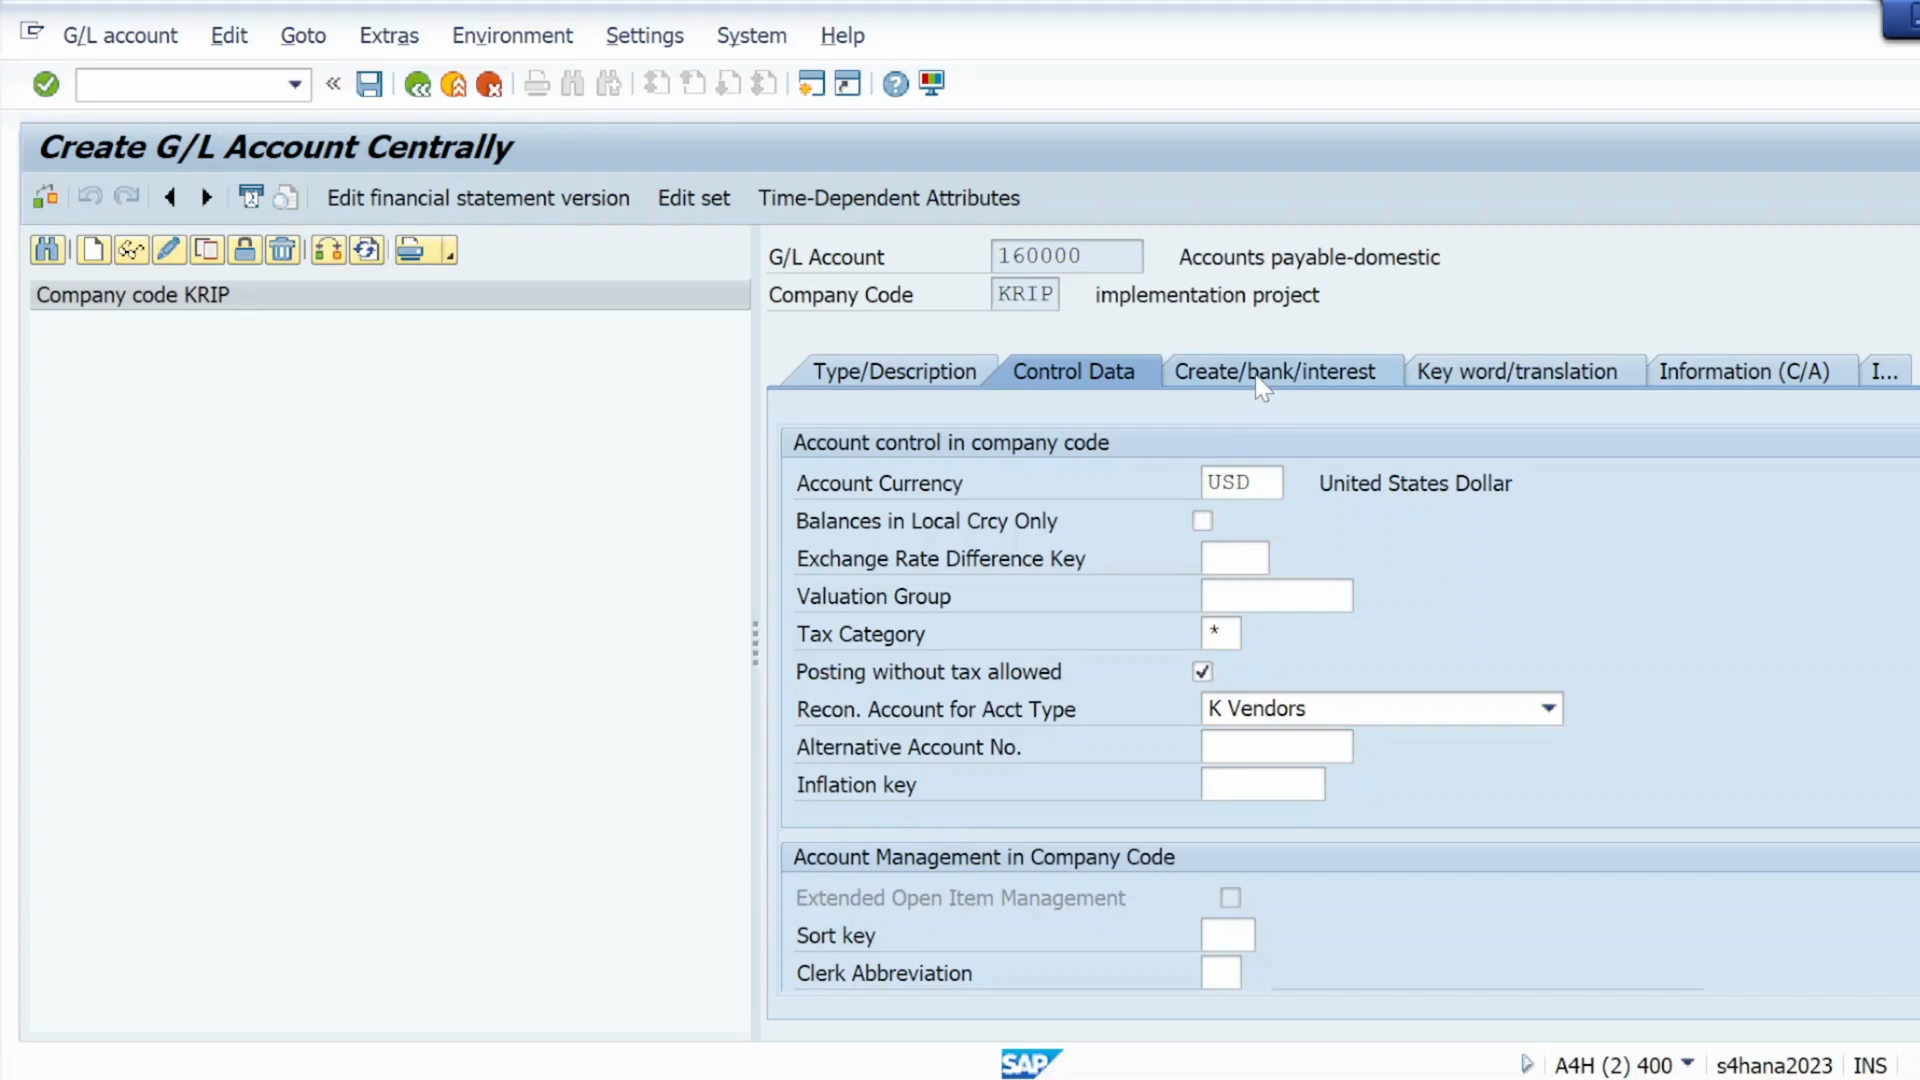 G/L account Edit Goto Extras Environment Settings System Help
Create G/L Account Centrally
Edit financial statement version Edit set Time-Dependent Attributes
G/L Account 160000 Accounts payable-domestic
Company code KRIP
Company Code KRIP implementation project
Type/Description Control Data Create/bank/interest Key word/translation Information (C/A) I...
Account control in company code
Account Currency USD United States Dollar
Balances in Local Crcy Only
Exchange Rate Difference Key
Valuation Group
Tax Category *
Posting without tax allowed
Recon. Account for Acct Type K Vendors
Alternative Account No.
Inflation key
Account Management in Company Code
Extended Open Item Management
Sort key
Clerk Abbreviation
SAP A4H (2) 400 s4hana2023 INS